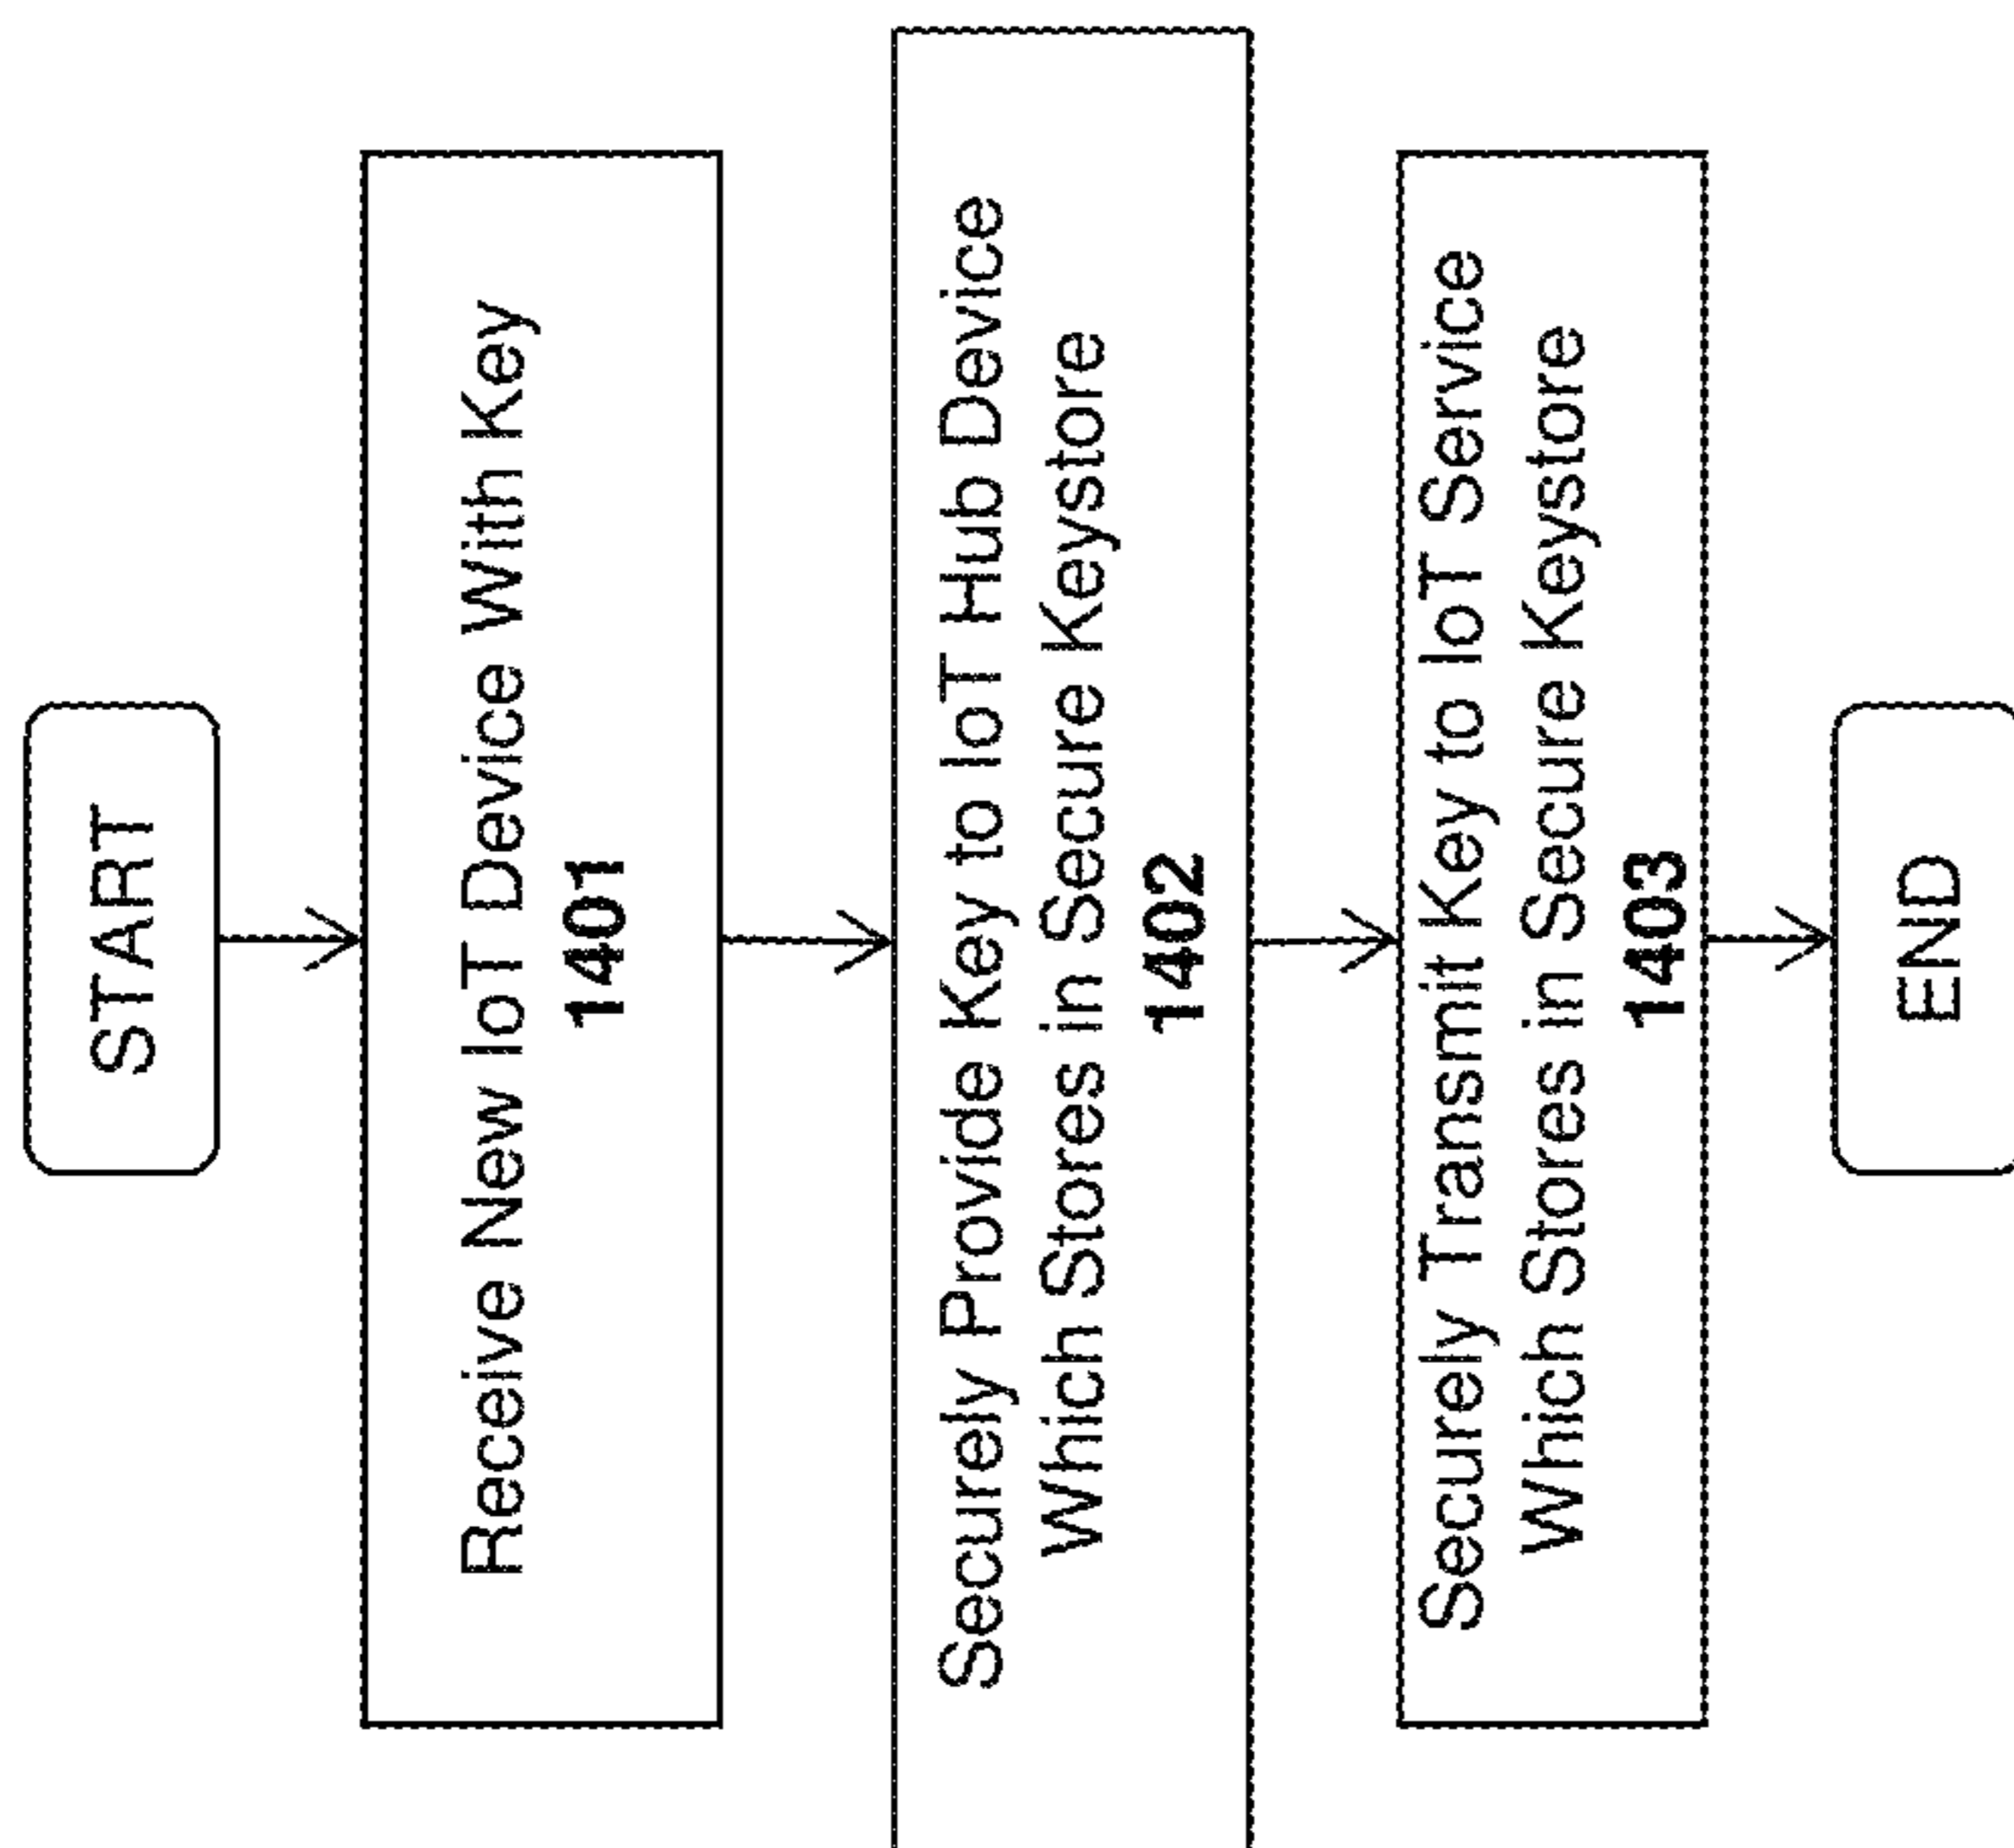 START
Receive New IoT Device With Key
1401
Securely Provide Key to IoT Hub Device
Which Stores in Secure Keystore
1402
Securely Transmit Key to IoT Service
Which Stores in Secure Keystore
1403
END